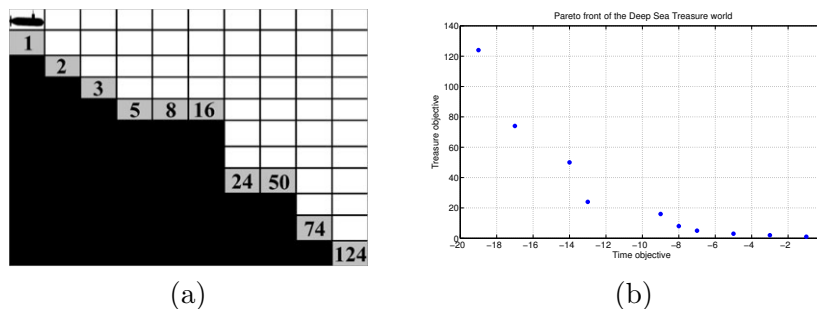 1
2
3
5 8 16
24 50
74
124
(a)
Pareto front of the Deep Sea Treasure world
Treasure objective
140
120
100
80
60
40
20
0
−20 −18 −16 −14 −12 −10 −8 −6 −4 −2
Time objective
(b)